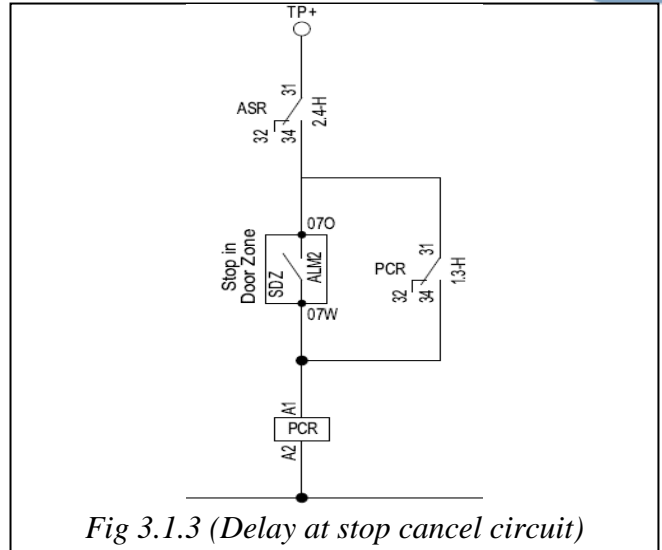 TP+
31
ASR
2.4-H
32
34
07O
Stop in
Door Zone
SDZ
ALM2
07W
31
PCR
1.3-H
32
34
A1
PCR
A2
Fig 3.1.3 (Delay at stop cancel circuit)